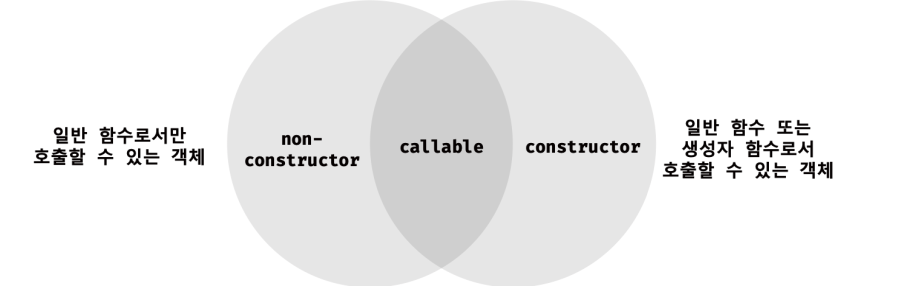 일반 함수로서만
호출할 수 있는 객체
non-
constructor
callable
constructor
일반 함수 또는
생성자 함수로서
호출할 수 있는 객체